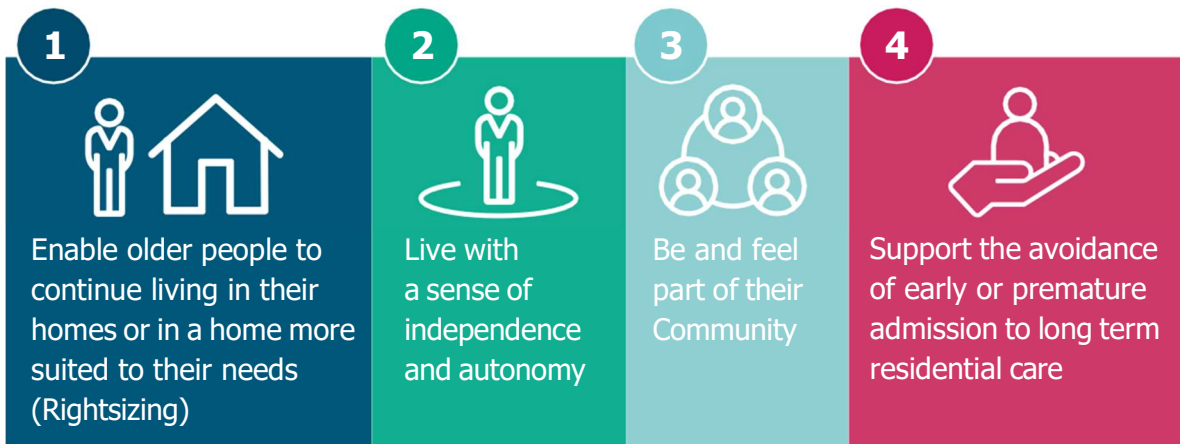 1
Enable older people to
continue living in their
homes or in a home more
suited to their needs
(Rightsizing)
2
Live with
a sense of
independence
and autonomy
3
Be and feel
part of their
Community
4
Support the avoidance
of early or premature
admission to long term
residential care